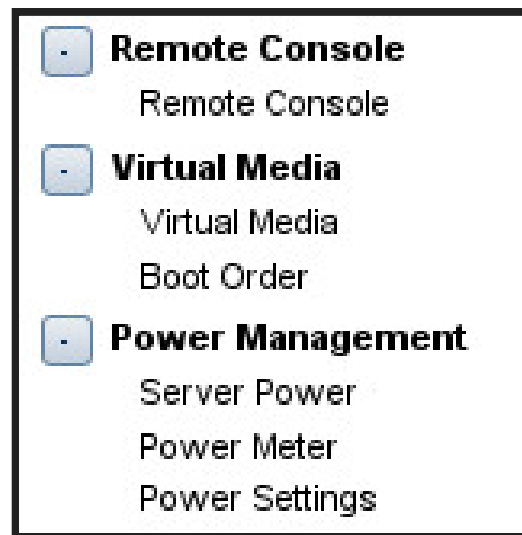 Remote Console
Remote Console
Virtual Media
Virtual Media
Boot Order
Power Management
Server Power
Power Meter
Power Settings